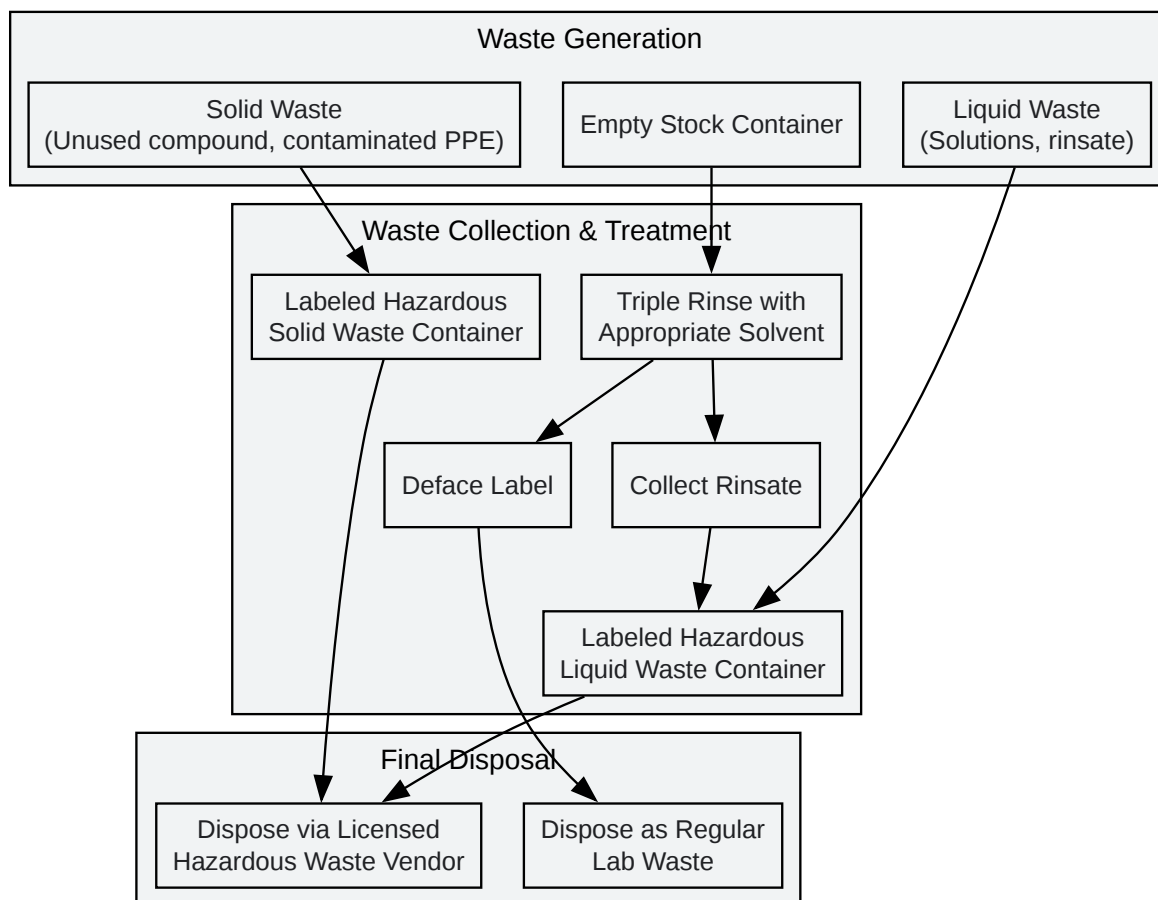 Waste Generation
Solid Waste
(Unused compound, contaminated PPE)
Empty Stock Container
Liquid Waste
(Solutions, rinsate)
Waste Collection & Treatment
Labeled Hazardous
Solid Waste Container
Triple Rinse with
Appropriate Solvent
Deface Label
Collect Rinsate
Labeled Hazardous
Liquid Waste Container
Final Disposal
Dispose via Licensed
Hazardous Waste Vendor
Dispose as Regular
Lab Waste